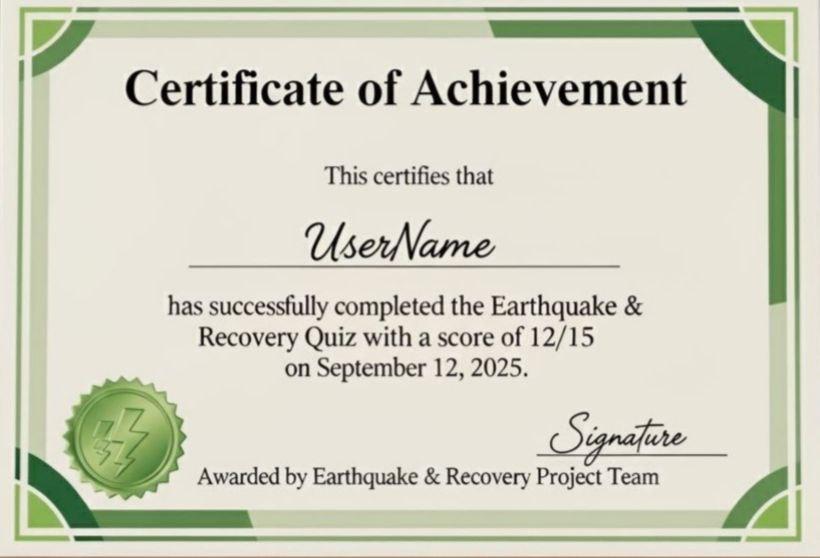 Certificate of Achievement
This certifies that
UserName
has successfully completed the Earthquake &
Recovery Quiz with a score of 12/15
on September 12, 2025.
Signature
Awarded by Earthquake & Recovery Project Team